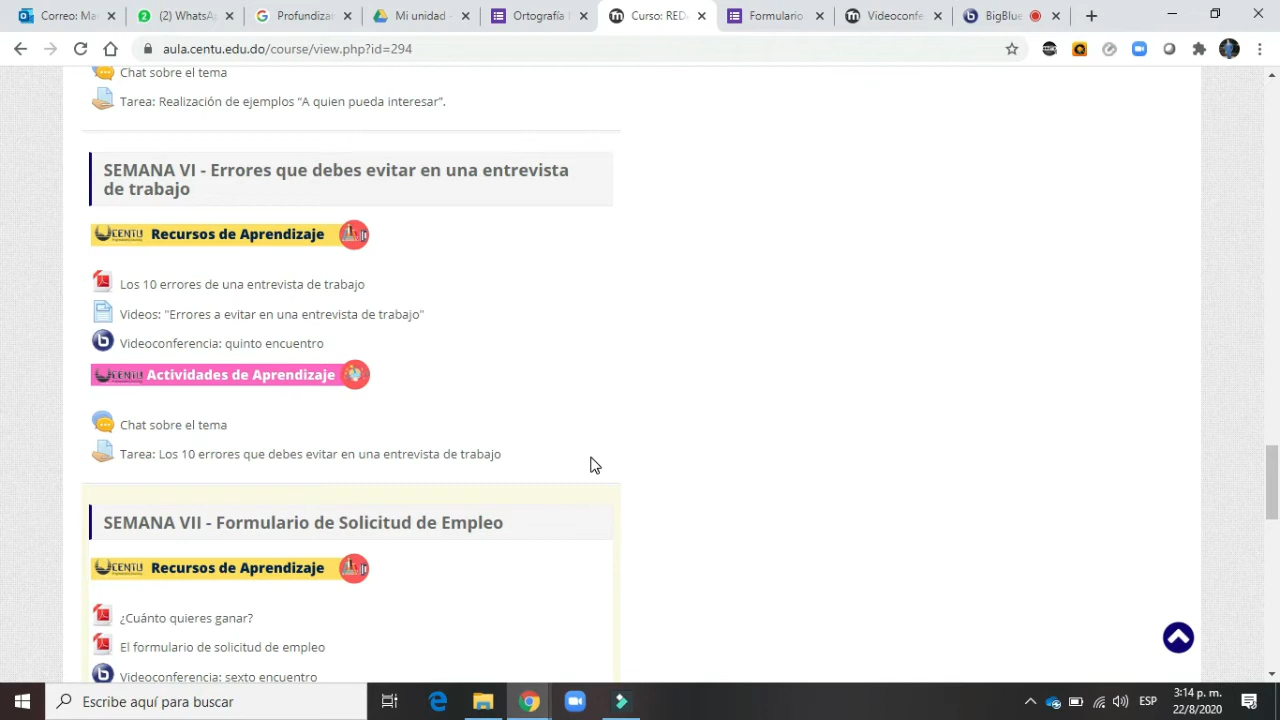 Correo: Ma
(2) WhatsA
Profundizar
Mi unidad -
Ortografía
Curso: RED
Formulario
Videoconfe
BigBlue
aula.centu.edu.do/course/view.php?id=294
Chat sobre el tema
Tarea: Realización de ejemplos “A quien pueda interesar”.
SEMANA VI - Errores que debes evitar en una entrevista
de trabajo
CENTU Recursos de Aprendizaje
Los 10 errores de una entrevista de trabajo
Videos: "Errores a evitar en una entrevista de trabajo"
Videoconferencia: quinto encuentro
CENTU Actividades de Aprendizaje
Chat sobre el tema
Tarea: Los 10 errores que debes evitar en una entrevista de trabajo
SEMANA VII - Formulario de Solicitud de Empleo
CENTU Recursos de Aprendizaje
¿Cuánto quieres ganar?
El formulario de solicitud de empleo
Videoconferencia: sexto encuentro
Escribe aquí para buscar
ESP
3:14 p. m.
22/8/2020